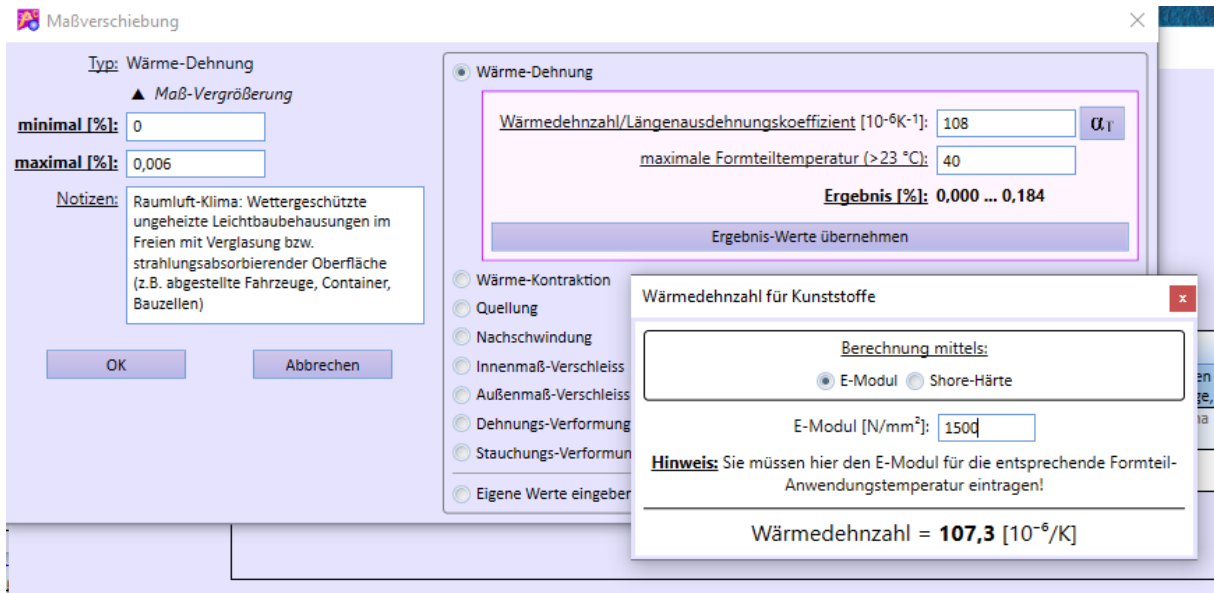 Maßverschiebung
Typ: Wärme-Dehnung
▲ Maß-Vergrößerung
minimal [%]: 0
maximal [%]: 0,006
Notizen: Raumluft-Klima: Wettergeschützte
ungeheizte Leichtbaubehausungen im
Freien mit Verglasung bzw.
strahlungsabsorbierender Oberfläche
(z.B. abgestellte Fahrzeuge, Container,
Bauzellen)
OK Abbrechen
Wärme-Dehnung
Wärmedehnzahl/Längenausdehnungskoeffizient [10⁻⁶K⁻¹]: 108 αT
maximale Formteiltemperatur (>23 °C): 40
Ergebnis [%]: 0,000 ... 0,184
Ergebnis-Werte übernehmen
Wärme-Kontraktion
Quellung
Nachschwindung
Innenmaß-Verschleiss
Außenmaß-Verschleiss
Dehnungs-Verformung
Stauchungs-Verformun
Eigene Werte eingeben
Wärmedehnzahl für Kunststoffe x
Berechnung mittels:
E-Modul Shore-Härte
E-Modul [N/mm²]: 1500
Hinweis: Sie müssen hier den E-Modul für die entsprechende Formteil-
Anwendungstemperatur eintragen!
Wärmedehnzahl = 107,3 [10⁻⁶/K]